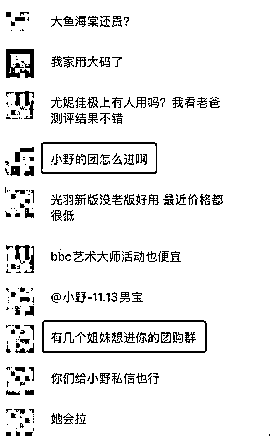 大鱼海棠还贵?
我家用大码了
尤妮佳极上有人用吗? 我看老爸
测评结果不错
小野的团怎么进啊
光羽新版没老版好用 最近价格都
很低
bbc艺术大师活动也便宜
@小野-11.13男宝
有几个姐妹想进你的团购群
你们给小野私信也行
她会拉